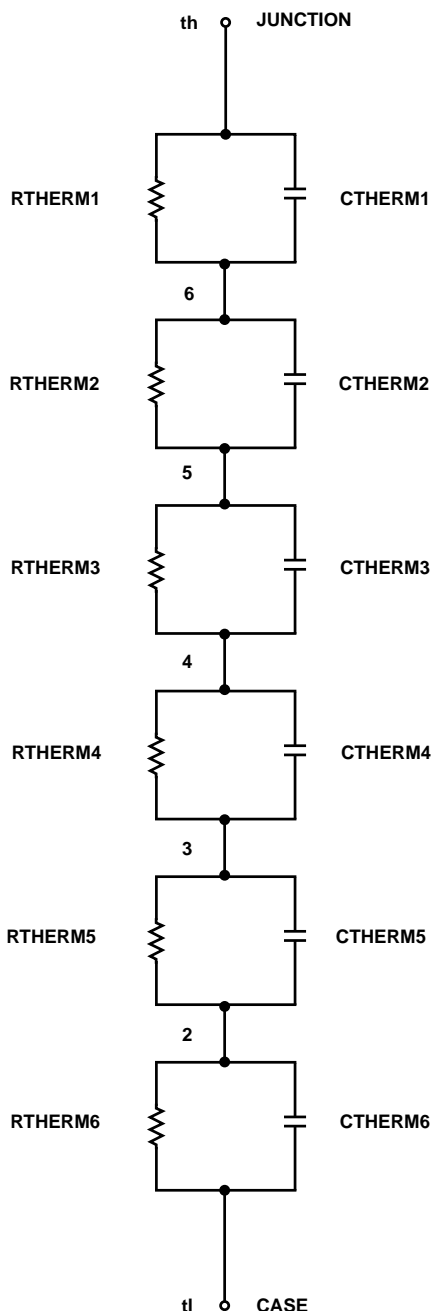 th JUNCTION
RTHERM1 CTHERM1
6
RTHERM2 CTHERM2
5
RTHERM3 CTHERM3
4
RTHERM4 CTHERM4
3
RTHERM5 CTHERM5
2
RTHERM6 CTHERM6
tl CASE